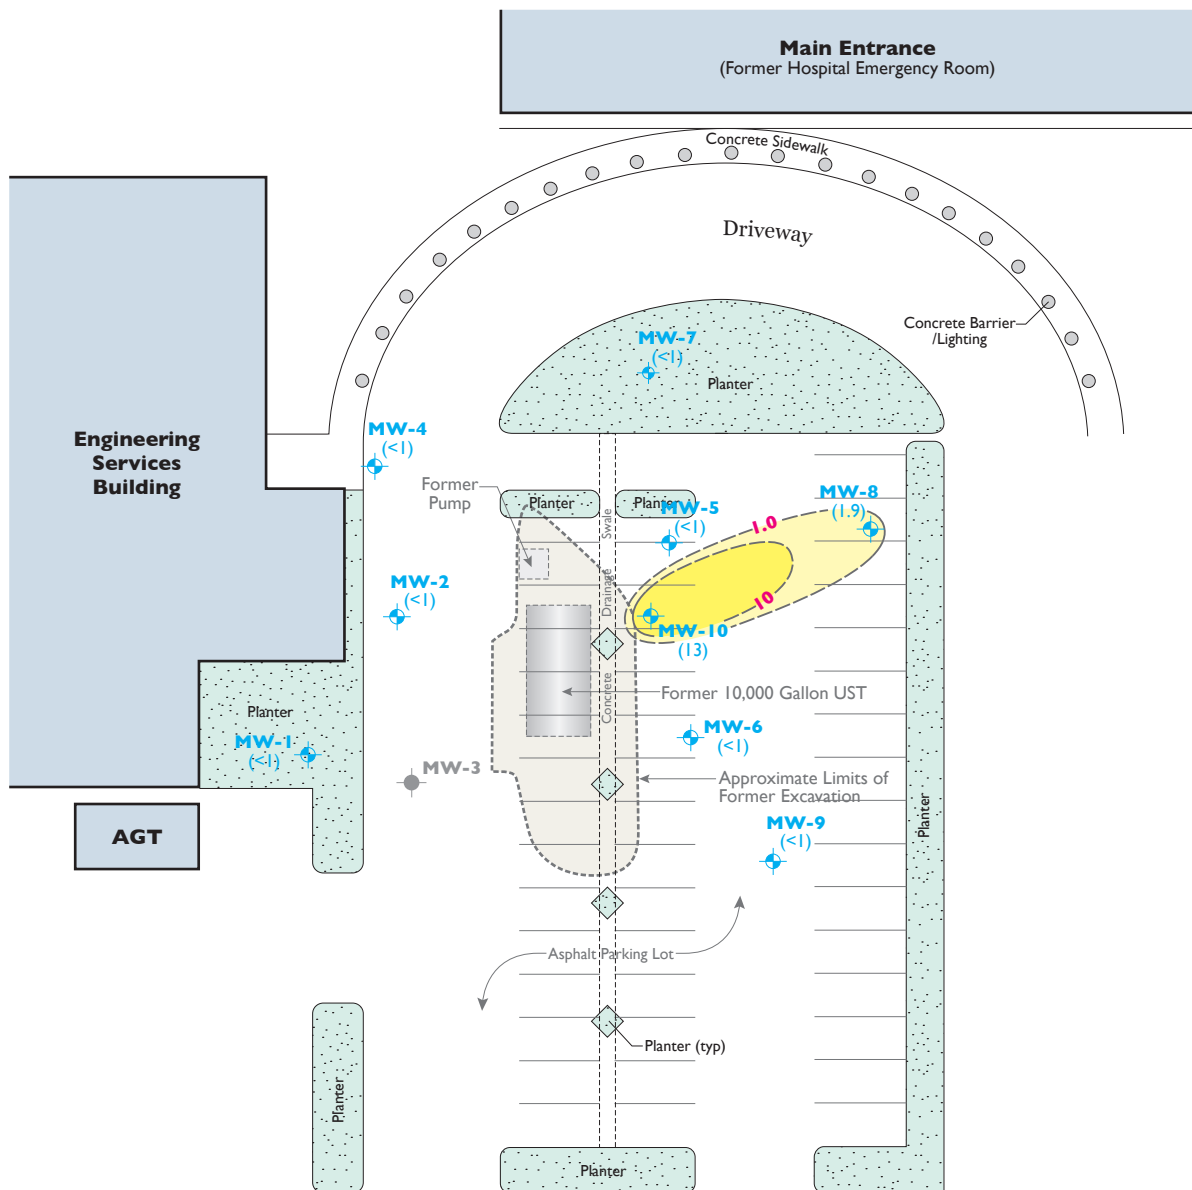 Main Entrance
(Former Hospital Emergency Room)
Concrete Sidewalk
Driveway
Concrete Barrier
/Lighting
MW-7
(<1)
Planter
Engineering
Services
Building
MW-4
(<1)
Former
Pump
Planter
Planter
MW-5
(<1)
MW-8
(1.9)
1.0
10
Concrete Drainage Swale
MW-2
(<1)
MW-10
(13)
Former 10,000 Gallon UST
Planter
MW-1
(<1)
MW-6
(<1)
MW-3
Approximate Limits of
Former Excavation
AGT
MW-9
(<1)
Planter
Asphalt Parking Lot
Planter (typ)
Planter
Planter